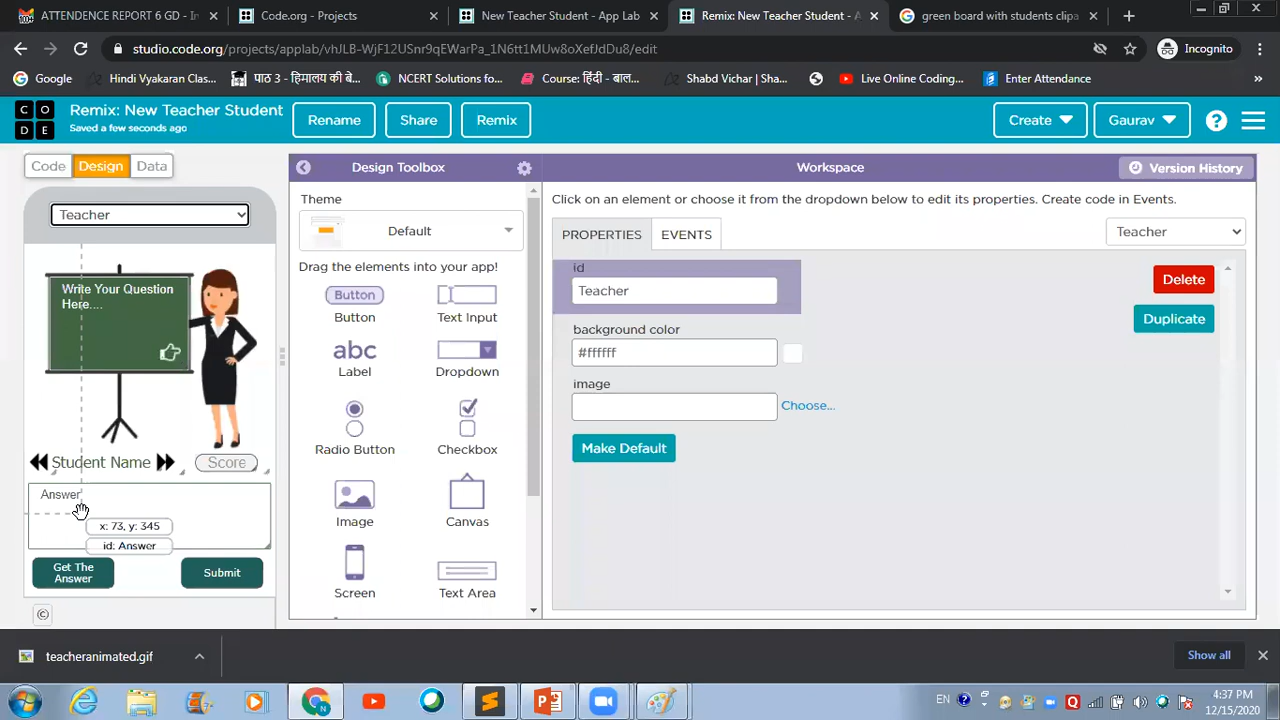 ATTENDENCE REPORT 6 GD - In
Code.org - Projects
New Teacher Student - App Lab
Remix: New Teacher Student - A
green board with students clipa
studio.code.org/projects/applab/vhJLB-WjF12USnr9qEWarPa_1N6tt1MUw8oXefJdDu8/edit
Incognito
Google
Hindi Vyakaran Clas...
पाठ 3 - हिमालय की बे...
NCERT Solutions fo...
Course: हिंदी - बाल...
Shabd Vichar | Sha...
Live Online Coding...
Enter Attendance
»
C O
D E
Remix: New Teacher Student
Saved a few seconds ago
Rename
Share
Remix
Create
Gaurav
?
Code
Design
Data
Design Toolbox
Workspace
Version History
Teacher
Theme
Default
Click on an element or choose it from the dropdown below to edit its properties. Create code in Events.
PROPERTIES
EVENTS
Teacher
Drag the elements into your app!
Button
Button
Text Input
abc
Label
Dropdown
Radio Button
Checkbox
Image
Canvas
Screen
Text Area
id
Teacher
Delete
Duplicate
background color
#ffffff
image
Choose...
Make Default
Write Your Question
Here....
Student Name
Score
Answer
x: 73, y: 345
id: Answer
Get The
Answer
Submit
©
teacheranimated.gif
Show all
EN
4:37 PM
12/15/2020